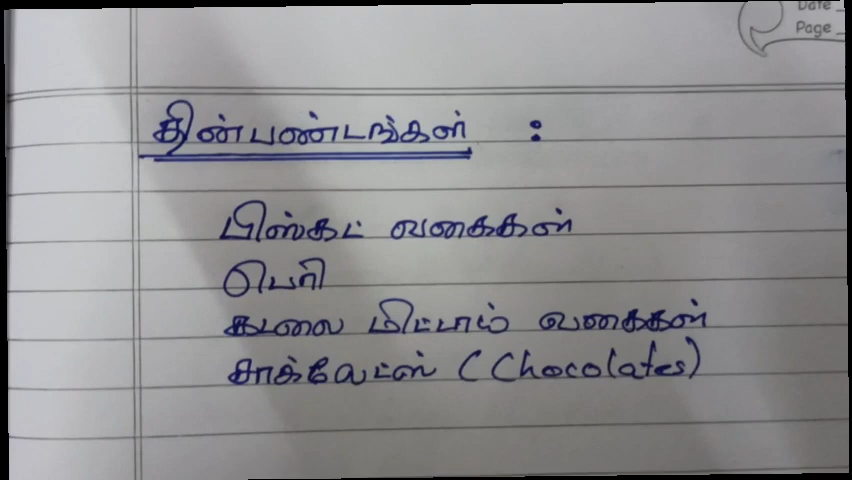 Date
Page
தின்பண்டங்கள் :
பிஸ்கட் வகைகள்
பெரி
கடலை மிட்டாய் வகைகள்
சாக்லேட்ஸ் (Chocolates)